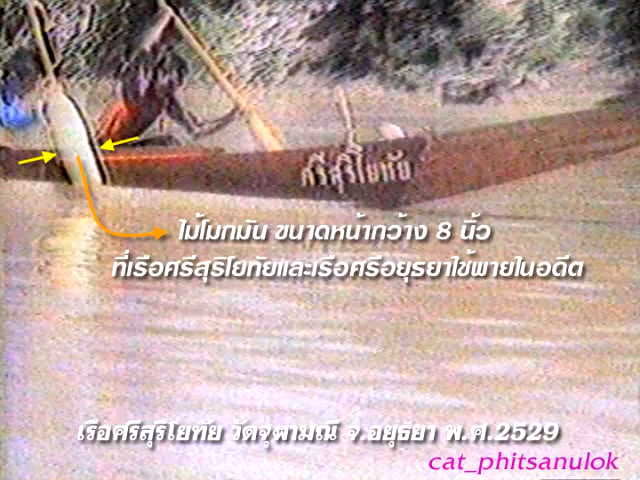 ศรีสุริโยทัย
ไม้โมกมัน ขนาดหน้ากว้าง 8 นิ้ว
ที่เรือศรีสุริโยทัยและเรือศรีอยุธยาใช้พายในอดีต
เรือศรีสุริโยทัย วัดจุฬามณี จ.อยุธยา พ.ศ.2529
cat_phitsanulok